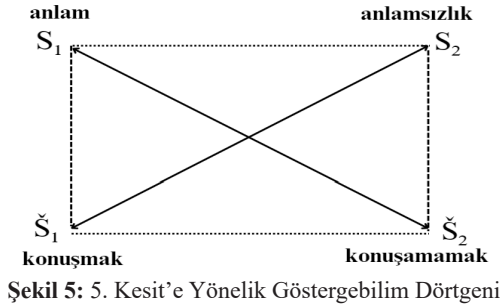 anlam anlamsızlık
S₁ S₂
Š₁ Š₂
konuşmak konuşamamak
Şekil 5: 5. Kesit’e Yönelik Göstergebilim Dörtgeni